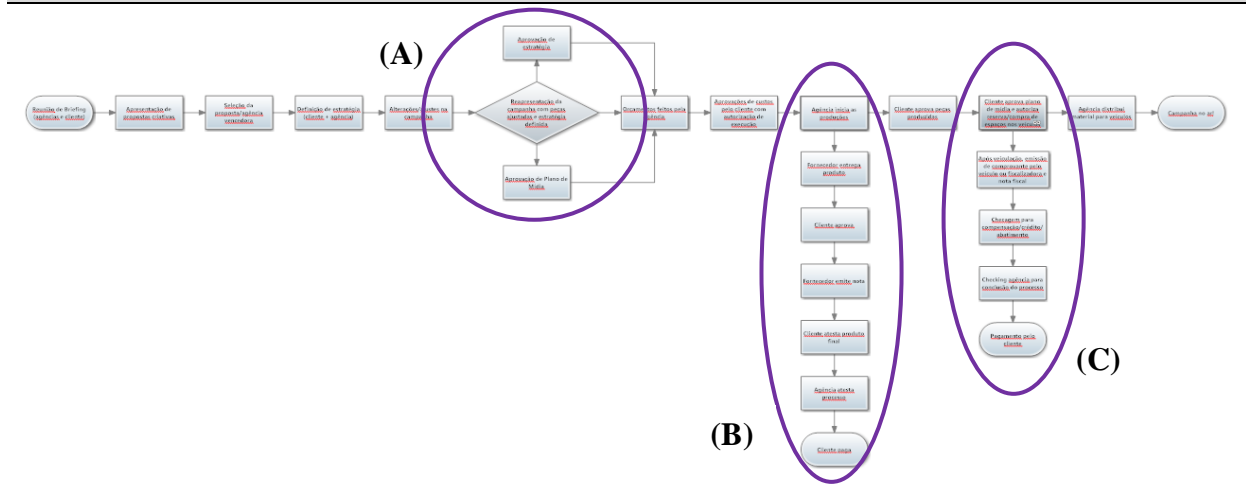 (A)
Aprovação de
estratégia
Reunião de Briefing
(agência e cliente)
Apresentação de
propostas criativas
Seleção da
proposta/agência
vencedora
Definição de estratégia
(cliente e agência)
Alterações/ajustes na
campanha
Reapresentação da
campanha com peças
ajustadas e estratégia
definida
Orçamentos feitos pela
agência
Aprovações de custos
pelo cliente com
autorização de
execução
Agência inicia as
produções
Cliente aprova peças
produzidas
Cliente aprova plano
de mídia e autoriza
reserva/compra de
espaços nos veículos
Agência distribui
material para veículos
Campanha no ar
Aprovação de Plano de
Mídia
Fornecedor entrega
produto
Cliente aprova
Fornecedor emite nota
Cliente atesta produto
final
Agência atesta
processo
Cliente paga
(B)
Após veiculação, emissão
de comprovante pelo
veículo ou fiscalizadora e
nota fiscal
Checagem para
compensação/crédito/
abatimento
Checking agência para
conclusão do processo
Pagamento pelo
cliente
(C)